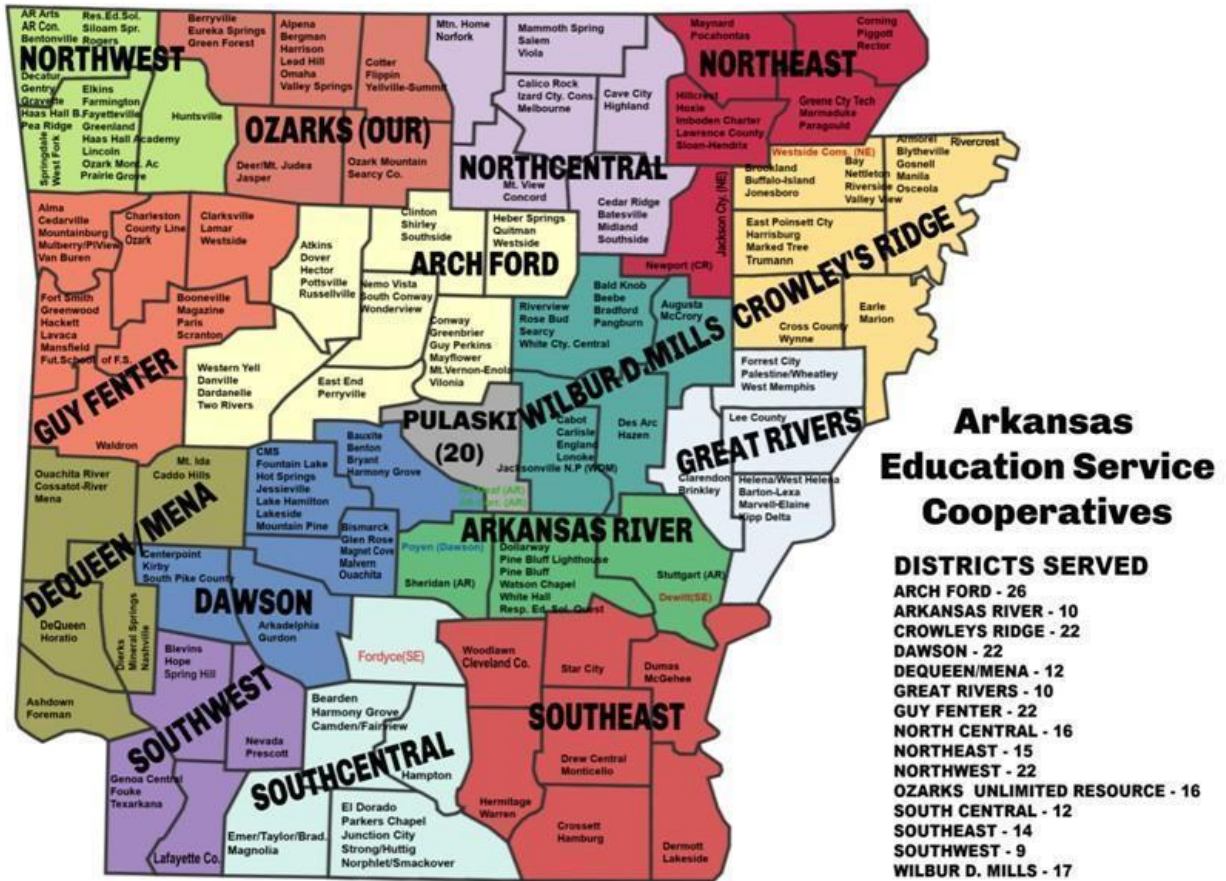 AR Arts
AR Con.
Bentonville
Res.Ed.Sol.
Siloam Spr.
Rogers
NORTHWEST
Decatur
Gentry
Gravette
Haas Hall B.
Pea Ridge
Springdale
West Fork
Elkins
Farmington
Fayetteville
Greenland
Haas Hall Academy
Lincoln
Ozark Mont. Ac
Prairie Grove
Huntsville
Berryville
Eureka Springs
Green Forest
Alpena
Bergman
Harrison
Lead Hill
Omaha
Valley Springs
Cotter
Flippin
Yellville-Summit
OZARKS (OUR)
Deer/Mt. Judea
Jasper
Ozark Mountain
Searcy Co.
Mtn. Home
Norfork
Mammoth Spring
Salem
Viola
Calico Rock
Izard Cty. Cons.
Melbourne
Cave City
Highland
NORTHCENTRAL
Mt. View
Concord
Cedar Ridge
Batesville
Midland
Southside
Maynard
Pocahontas
Corning
Piggott
Rector
NORTHEAST
Hillcrest
Hoxie
Imboden Charter
Lawrence County
Sloan-Hendrix
Greene Cty Tech
Marmaduke
Paragould
Jackson Cty. (NE)
Newport (CR)
Westside Cons. (NE)
Brookland
Buffalo-Island
Jonesboro
Bay
Nettleton
Riverside
Valley View
Armorel
Blytheville
Gosnell
Manila
Osceola
Rivercrest
East Poinsett Cty
Harrisburg
Marked Tree
Trumann
CROWLEY'S RIDGE
Cross County
Wynne
Earle
Marion
Alma
Cedarville
Mountainburg
Mulberry/PlView
Van Buren
Charleston
County Line
Ozark
Clarksville
Lamar
Westside
Fort Smith
Greenwood
Hackett
Lavaca
Mansfield
Fut.School of F.S.
Booneville
Magazine
Paris
Scranton
GUY FENTER
Waldron
Atkins
Dover
Hector
Pottsville
Russellville
Clinton
Shirley
Southside
Heber Springs
Quitman
Westside
ARCH FORD
Nemo Vista
South Conway
Wonderview
Conway
Greenbrier
Guy Perkins
Mayflower
Mt.Vernon-Enola
Vilonia
Western Yell
Danville
Dardanelle
Two Rivers
East End
Perryville
Riverview
Rose Bud
Searcy
White Cty. Central
Bald Knob
Beebe
Bradford
Pangburn
Augusta
McCrory
WILBUR D. MILLS
Cabot
Carlisle
England
Lonoke
Jacksonville N.P (WDM)
Des Arc
Hazen
PULASKI
(20)
Forrest City
Palestine/Wheatley
West Memphis
Lee County
GREAT RIVERS
Clarendon
Brinkley
Helena/West Helena
Barton-Lexa
Marvell-Elaine
Kipp Delta
Ouachita River
Cossatot-River
Mena
Mt. Ida
Caddo Hills
DEQUEEN/MENA
DeQueen
Horatio
Dierks
Mineral Springs
Nashville
Ashdown
Foreman
CMS
Fountain Lake
Hot Springs
Jessieville
Lake Hamilton
Lakeside
Mountain Pine
Bauxite
Benton
Bryant
Harmony Grove
Bismarck
Glen Rose
Magnet Cove
Malvern
Ouachita
Centerpoint
Kirby
South Pike County
DAWSON
Arkadelphia
Gurdon
ARKANSAS RIVER
Poyen (Dawson)
Sheridan (AR)
Dollarway
Pine Bluff Lighthouse
Pine Bluff
Watson Chapel
White Hall
Resp. Ed. Sol. Quest
Stuttgart (AR)
Dewitt(SE)
Blevins
Hope
Spring Hill
SOUTHWEST
Nevada
Prescott
Genoa Central
Fouke
Texarkana
Lafayette Co.
Fordyce(SE)
Bearden
Harmony Grove
Camden/Fairview
SOUTHCENTRAL
Hampton
Emer/Taylor/Brad.
Magnolia
El Dorado
Parkers Chapel
Junction City
Strong/Huttig
Norphlet/Smackover
Woodlawn
Cleveland Co.
Star City
Dumas
McGehee
SOUTHEAST
Drew Central
Monticello
Hermitage
Warren
Crossett
Hamburg
Dermott
Lakeside
Arkansas
Education Service
Cooperatives
DISTRICTS SERVED
ARCH FORD - 26
ARKANSAS RIVER - 10
CROWLEYS RIDGE - 22
DAWSON - 22
DEQUEEN/MENA - 12
GREAT RIVERS - 10
GUY FENTER - 22
NORTH CENTRAL - 16
NORTHEAST - 15
NORTHWEST - 22
OZARKS UNLIMITED RESOURCE - 16
SOUTH CENTRAL - 12
SOUTHEAST - 14
SOUTHWEST - 9
WILBUR D. MILLS - 17